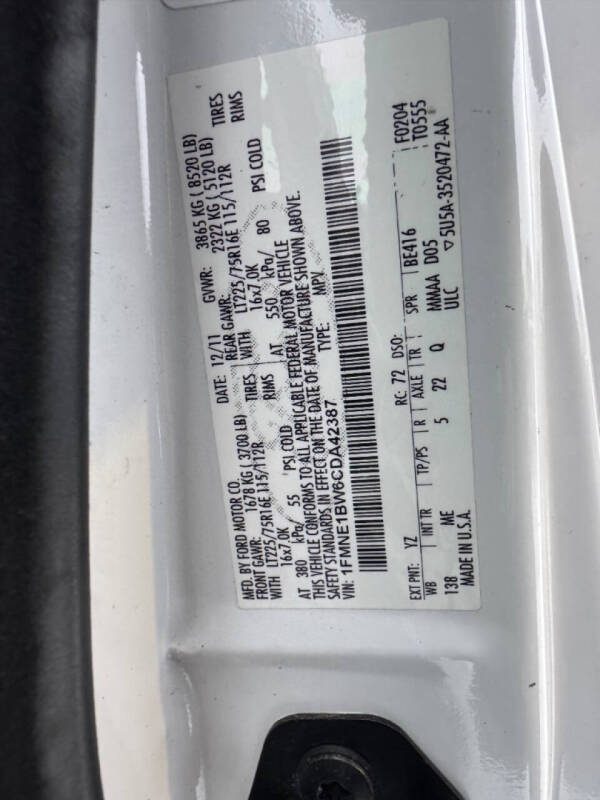 MFD. BY FORD MOTOR CO. DATE: 12/11 GVWR: 3865 KG ( 8520 LB)
FRONT GAWR: 1678 KG ( 3700 LB) REAR GAWR: 2322 KG ( 5120 LB)
WITH LT225/75R16E 115/112R TIRES WITH LT225/75R16E 115/112R TIRES
16x7.0K RIMS 16x7.0K RIMS
AT 380 kPa/ 55 PSI COLD AT 550 kPa/ 80 PSI COLD
THIS VEHICLE CONFORMS TO ALL APPLICABLE FEDERAL MOTOR VEHICLE
SAFETY STANDARDS IN EFFECT ON THE DATE OF MANUFACTURE SHOWN ABOVE.
VIN: 1FMNE1BW6CDA42387 TYPE: MPV
F0204
T0555
EXT PNT: YZ RC: 72 DSO: BE416
WB INT TR TP/PS R AXLE TR SPR MMAA D05
138 ME 5 22 Q ULC
MADE IN U.S.A. ▽5U5A-3520472-AA